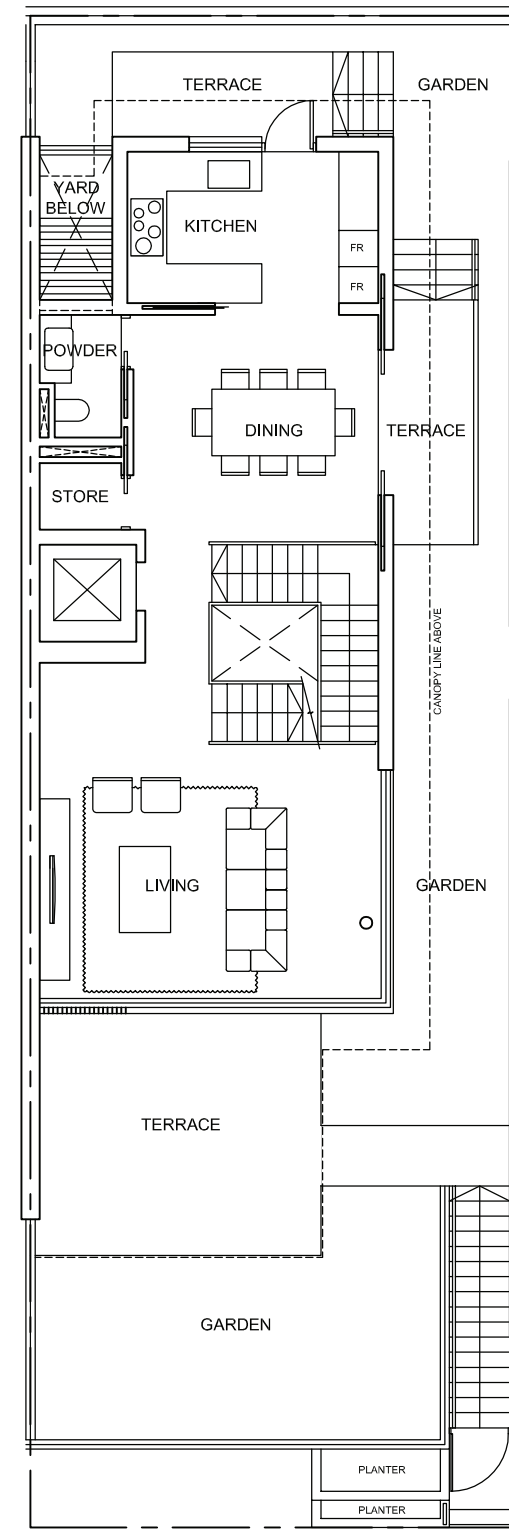 TERRACE
GARDEN
YARD
BELOW
KITCHEN
FR
FR
POWDER
DINING
TERRACE
STORE
CANOPY LINE ABOVE
LIVING
GARDEN
TERRACE
GARDEN
PLANTER
PLANTER